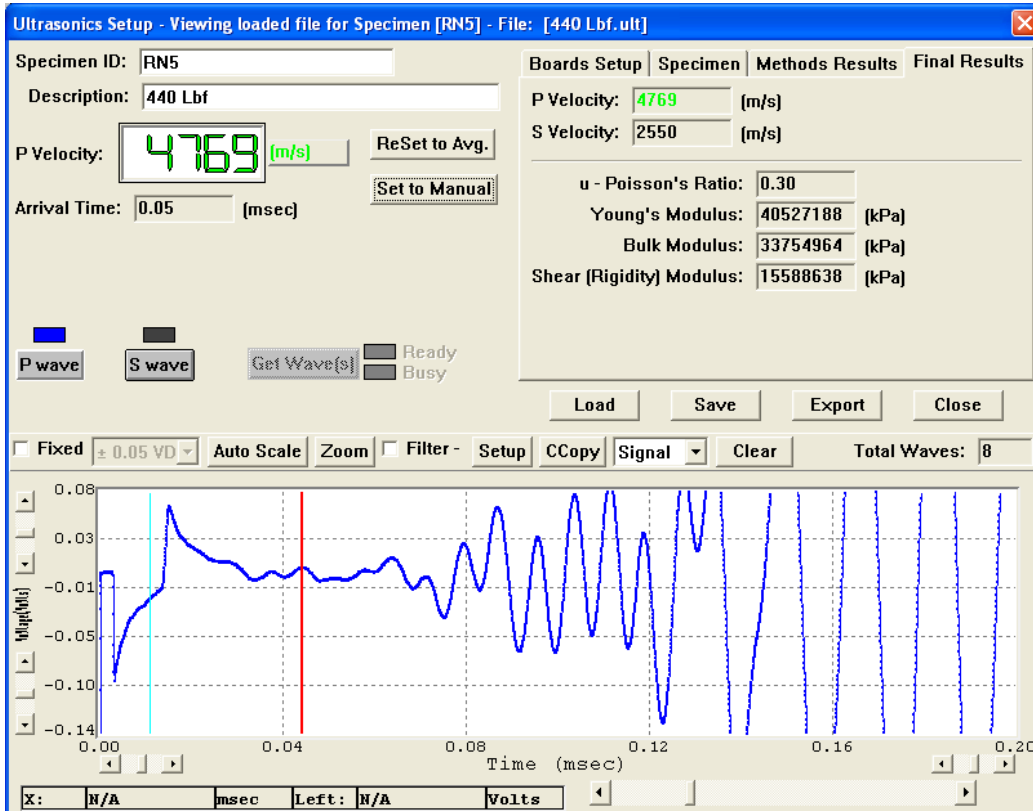 Ultrasonics Setup - Viewing loaded file for Specimen [RN5] - File: [440 Lbf.ult]
Specimen ID: RN5
Description: 440 Lbf
P Velocity: 4769 (m/s)
ReSet to Avg.
Set to Manual
Arrival Time: 0.05 (msec)
P wave
S wave
Get Wave(s)
Ready
Busy
Boards Setup Specimen Methods Results Final Results
P Velocity: 4769 (m/s)
S Velocity: 2550 (m/s)
u - Poisson's Ratio: 0.30
Young's Modulus: 40527188 (kPa)
Bulk Modulus: 33754964 (kPa)
Shear (Rigidity) Modulus: 15588638 (kPa)
Load Save Export Close
Fixed ± 0.05 VD Auto Scale Zoom Filter - Setup CCopy Signal Clear Total Waves: 8
0.08
0.03
-0.01
-0.05
-0.10
-0.14
0.00 0.04 0.08 0.12 0.16 0.20
Time (msec)
X: N/A msec Left: N/A Volts